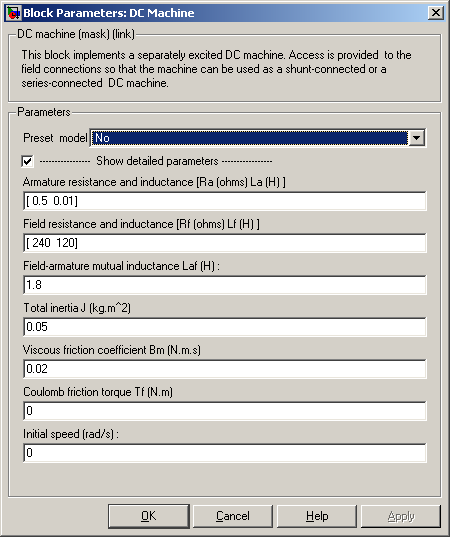 Block Parameters: DC Machine
DC machine (mask) (link)
This block implements a separately excited DC machine. Access is provided to the
field connections so that the machine can be used as a shunt-connected or a
series-connected DC machine.
Parameters
Preset model No
----------------- Show detailed parameters -----------------
Armature resistance and inductance [Ra (ohms) La (H) ]
[ 0.5 0.01]
Field resistance and inductance [Rf (ohms) Lf (H) ]
[ 240 120]
Field-armature mutual inductance Laf (H) :
1.8
Total inertia J (kg.m^2)
0.05
Viscous friction coefficient Bm (N.m.s)
0.02
Coulomb friction torque Tf (N.m)
0
Initial speed (rad/s) :
0
OK Cancel Help Apply